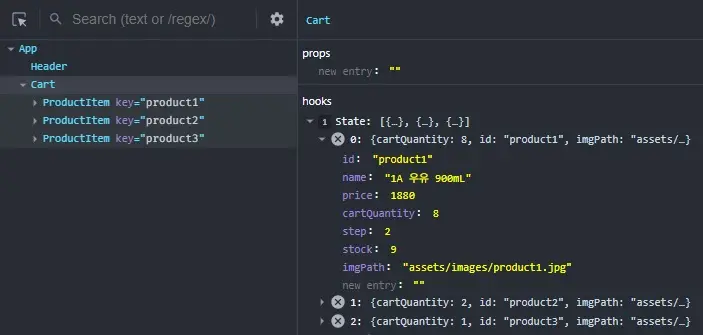 Search (text or /regex/)
App
Header
Cart
ProductItem key="product1"
ProductItem key="product2"
ProductItem key="product3"
Cart
props
new entry: ""
hooks
1 State: [{…}, {…}, {…}]
0: {cartQuantity: 8, id: "product1", imgPath: "assets/…}
id: "product1"
name: "1A 우유 900mL"
price: 1880
cartQuantity: 8
step: 2
stock: 9
imgPath: "assets/images/product1.jpg"
new entry: ""
1: {cartQuantity: 2, id: "product2", imgPath: "assets/…}
2: {cartQuantity: 1, id: "product3", imgPath: "assets/…}